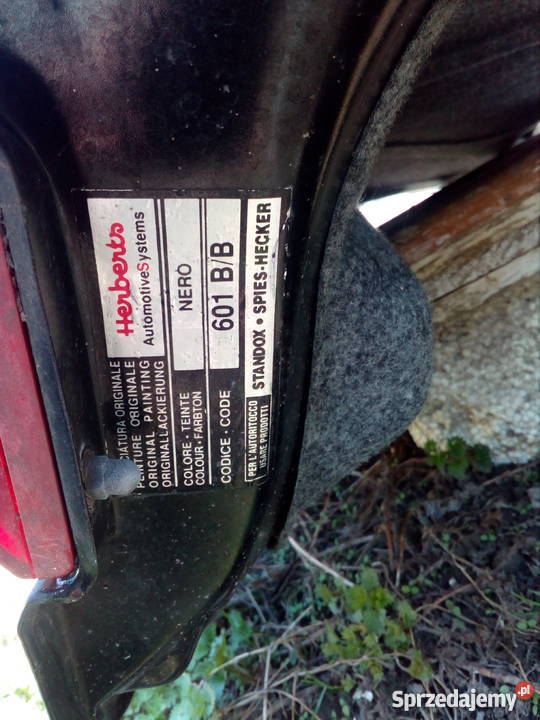 Herberts
AutomotiveSystems
ORIGINALE
PEINTURE ORIGINALE
ORIGINAL PAINTING
ORIGINALLACKIERUNG
COLORE - TEINTE
COLOUR - FARBTON
NERO
CODICE - CODE
601 B/B
PER L'AUTORITOCCO
USARE PRODOTTI
STANDOX • SPIES-HECKER
Sprzedajemy.pl